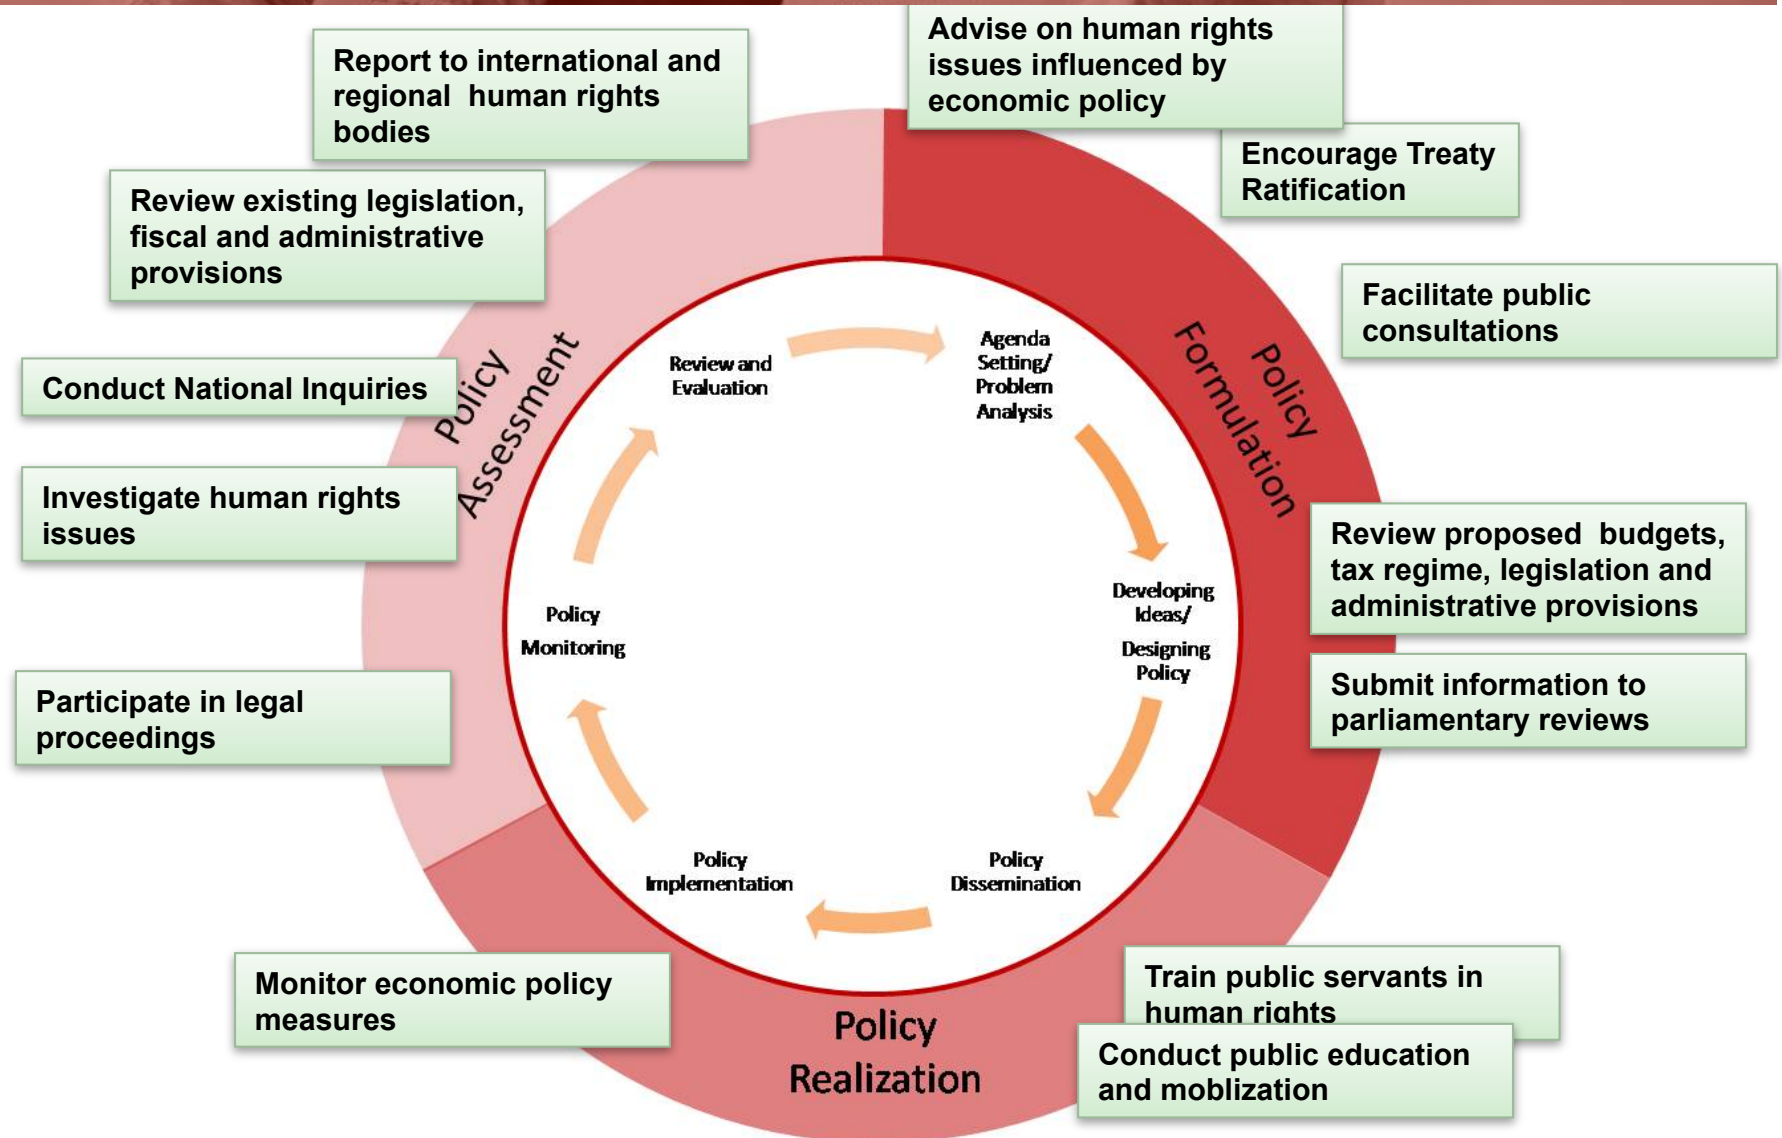 Advise on human rights
issues influenced by
economic policy
Report to international and
regional human rights
bodies
Encourage Treaty
Ratification
Review existing legislation,
fiscal and administrative
provisions
Facilitate public
consultations
Conduct National Inquiries
Policy
Assessment
Policy
Formulation
Review and
Evaluation
Agenda
Setting/
Problem
Analysis
Investigate human rights
issues
Review proposed budgets,
tax regime, legislation and
administrative provisions
Policy
Monitoring
Developing
Ideas/
Designing
Policy
Participate in legal
proceedings
Submit information to
parliamentary reviews
Policy
Implementation
Policy
Dissemination
Monitor economic policy
measures
Policy
Realization
Train public servants in
human rights
Conduct public education
and moblization